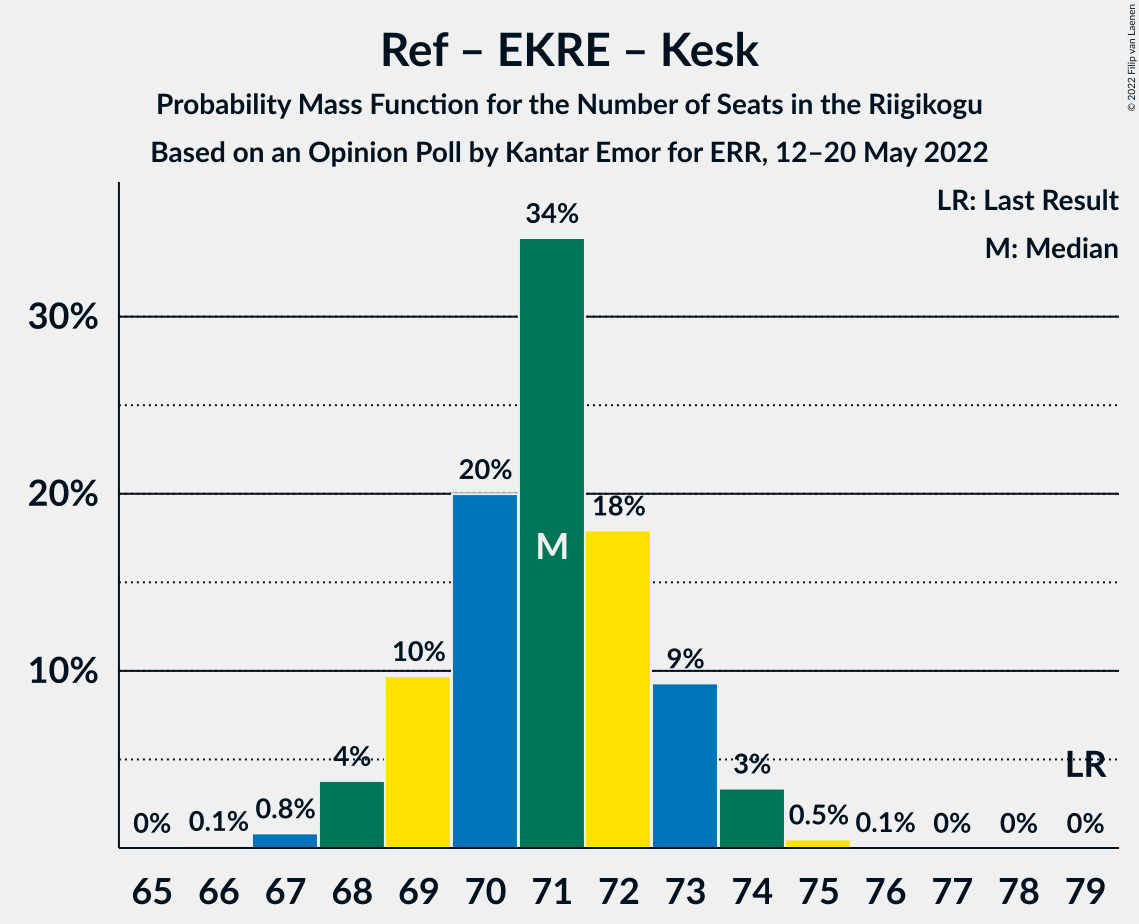 Ref – EKRE – Kesk
Probability Mass Function for the Number of Seats in the Riigikogu
Based on an Opinion Poll by Kantar Emor for ERR, 12–20 May 2022
© 2022 Filip van Laenen
LR: Last Result
M: Median
34%
30%
20%
20%
18%
M
10%
9%
10%
4%
3%
LR
0%
0.1%
0.8%
0.5%
0.1%
0%
0%
0%
65 66 67 68 69 70 71 72 73 74 75 76 77 78 79